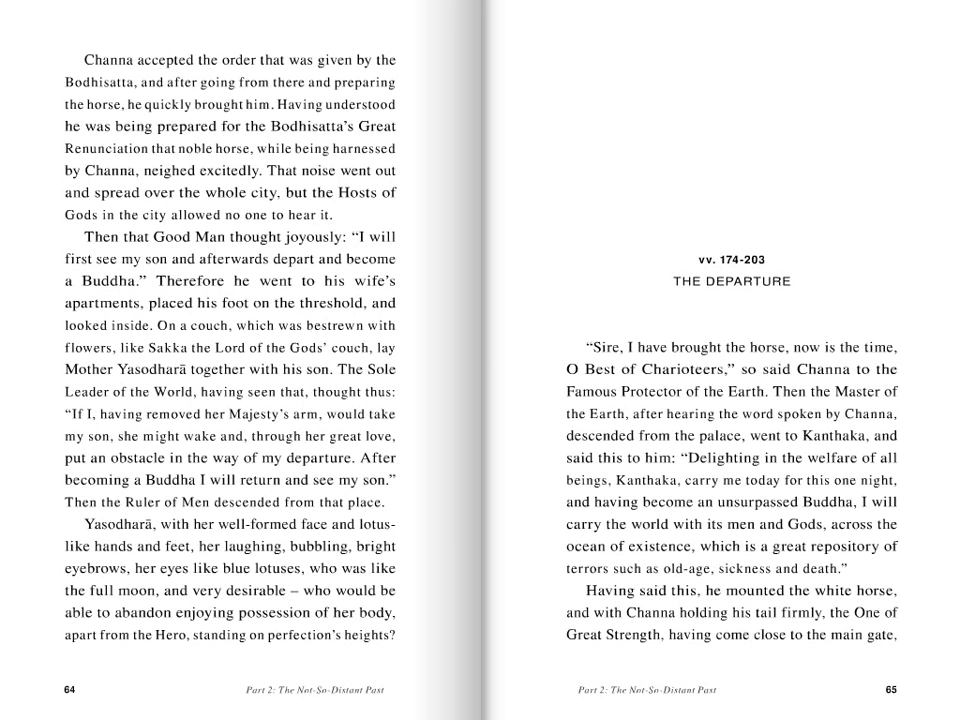 Channa accepted the order that was given by the
Bodhisatta, and after going from there and preparing
the horse, he quickly brought him. Having understood
he was being prepared for the Bodhisatta’s Great
Renunciation that noble horse, while being harnessed
by Channa, neighed excitedly. That noise went out
and spread over the whole city, but the Hosts of
Gods in the city allowed no one to hear it.
Then that Good Man thought joyously: “I will
first see my son and afterwards depart and become
a Buddha.” Therefore he went to his wife’s
apartments, placed his foot on the threshold, and
looked inside. On a couch, which was bestrewn with
flowers, like Sakka the Lord of the Gods’ couch, lay
Mother Yasodharā together with his son. The Sole
Leader of the World, having seen that, thought thus:
“If I, having removed her Majesty’s arm, would take
my son, she might wake and, through her great love,
put an obstacle in the way of my departure. After
becoming a Buddha I will return and see my son.”
Then the Ruler of Men descended from that place.
Yasodharā, with her well-formed face and lotus-
like hands and feet, her laughing, bubbling, bright
eyebrows, her eyes like blue lotuses, who was like
the full moon, and very desirable – who would be
able to abandon enjoying possession of her body,
apart from the Hero, standing on perfection’s heights?
64
Part 2: The Not-So-Distant Past
vv. 174-203
THE DEPARTURE
“Sire, I have brought the horse, now is the time,
O Best of Charioteers,” so said Channa to the
Famous Protector of the Earth. Then the Master of
the Earth, after hearing the word spoken by Channa,
descended from the palace, went to Kanthaka, and
said this to him: “Delighting in the welfare of all
beings, Kanthaka, carry me today for this one night,
and having become an unsurpassed Buddha, I will
carry the world with its men and Gods, across the
ocean of existence, which is a great repository of
terrors such as old-age, sickness and death.”
Having said this, he mounted the white horse,
and with Channa holding his tail firmly, the One of
Great Strength, having come close to the main gate,
Part 2: The Not-So-Distant Past
65